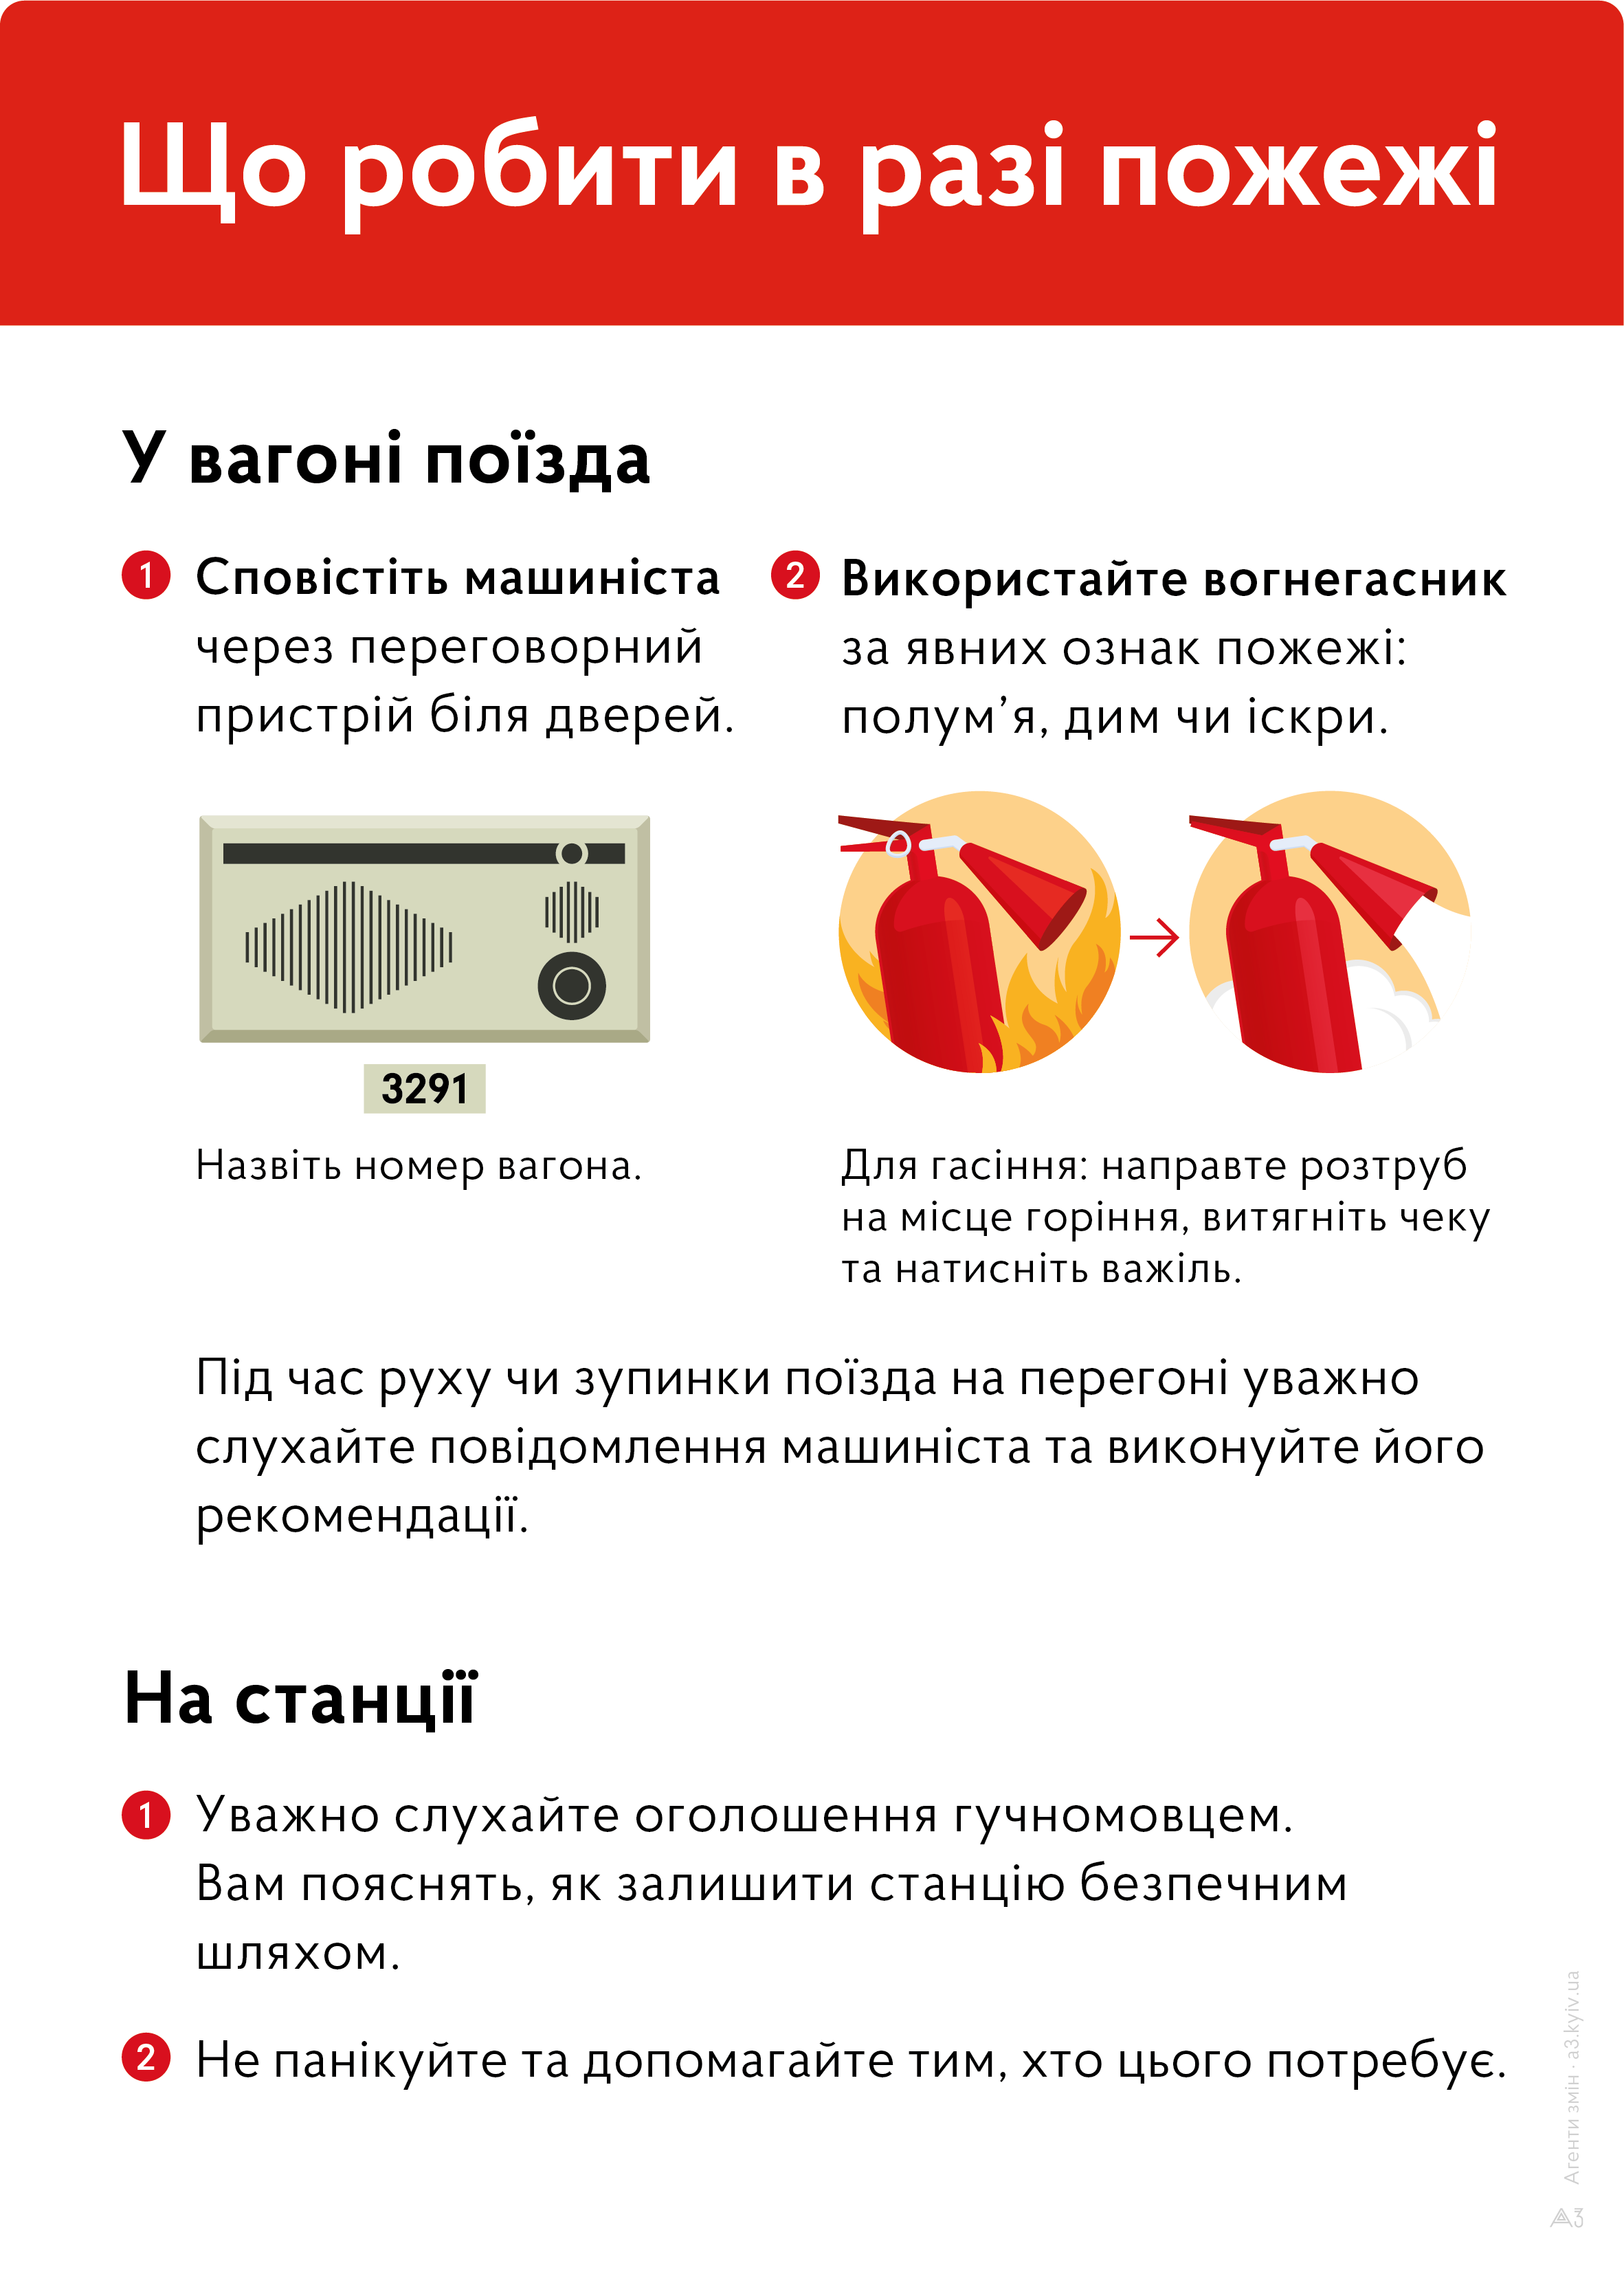 Що робити в разі пожежі
У вагоні поїзда
1 Сповістіть машиніста
через переговорний
пристрій біля дверей.
3291
Назвіть номер вагона.
2 Використайте вогнегасник
за явних ознак пожежі:
полум’я, дим чи іскри.
Для гасіння: направте розтруб
на місце горіння, витягніть чеку
та натисніть важіль.
Під час руху чи зупинки поїзда на перегоні уважно
слухайте повідомлення машиніста та виконуйте його
рекомендації.
На станції
1 Уважно слухайте оголошення гучномовцем.
Вам пояснять, як залишити станцію безпечним
шляхом.
2 Не панікуйте та допомагайте тим, хто цього потребує.
Агенти змін · a3.kyiv.ua
А3